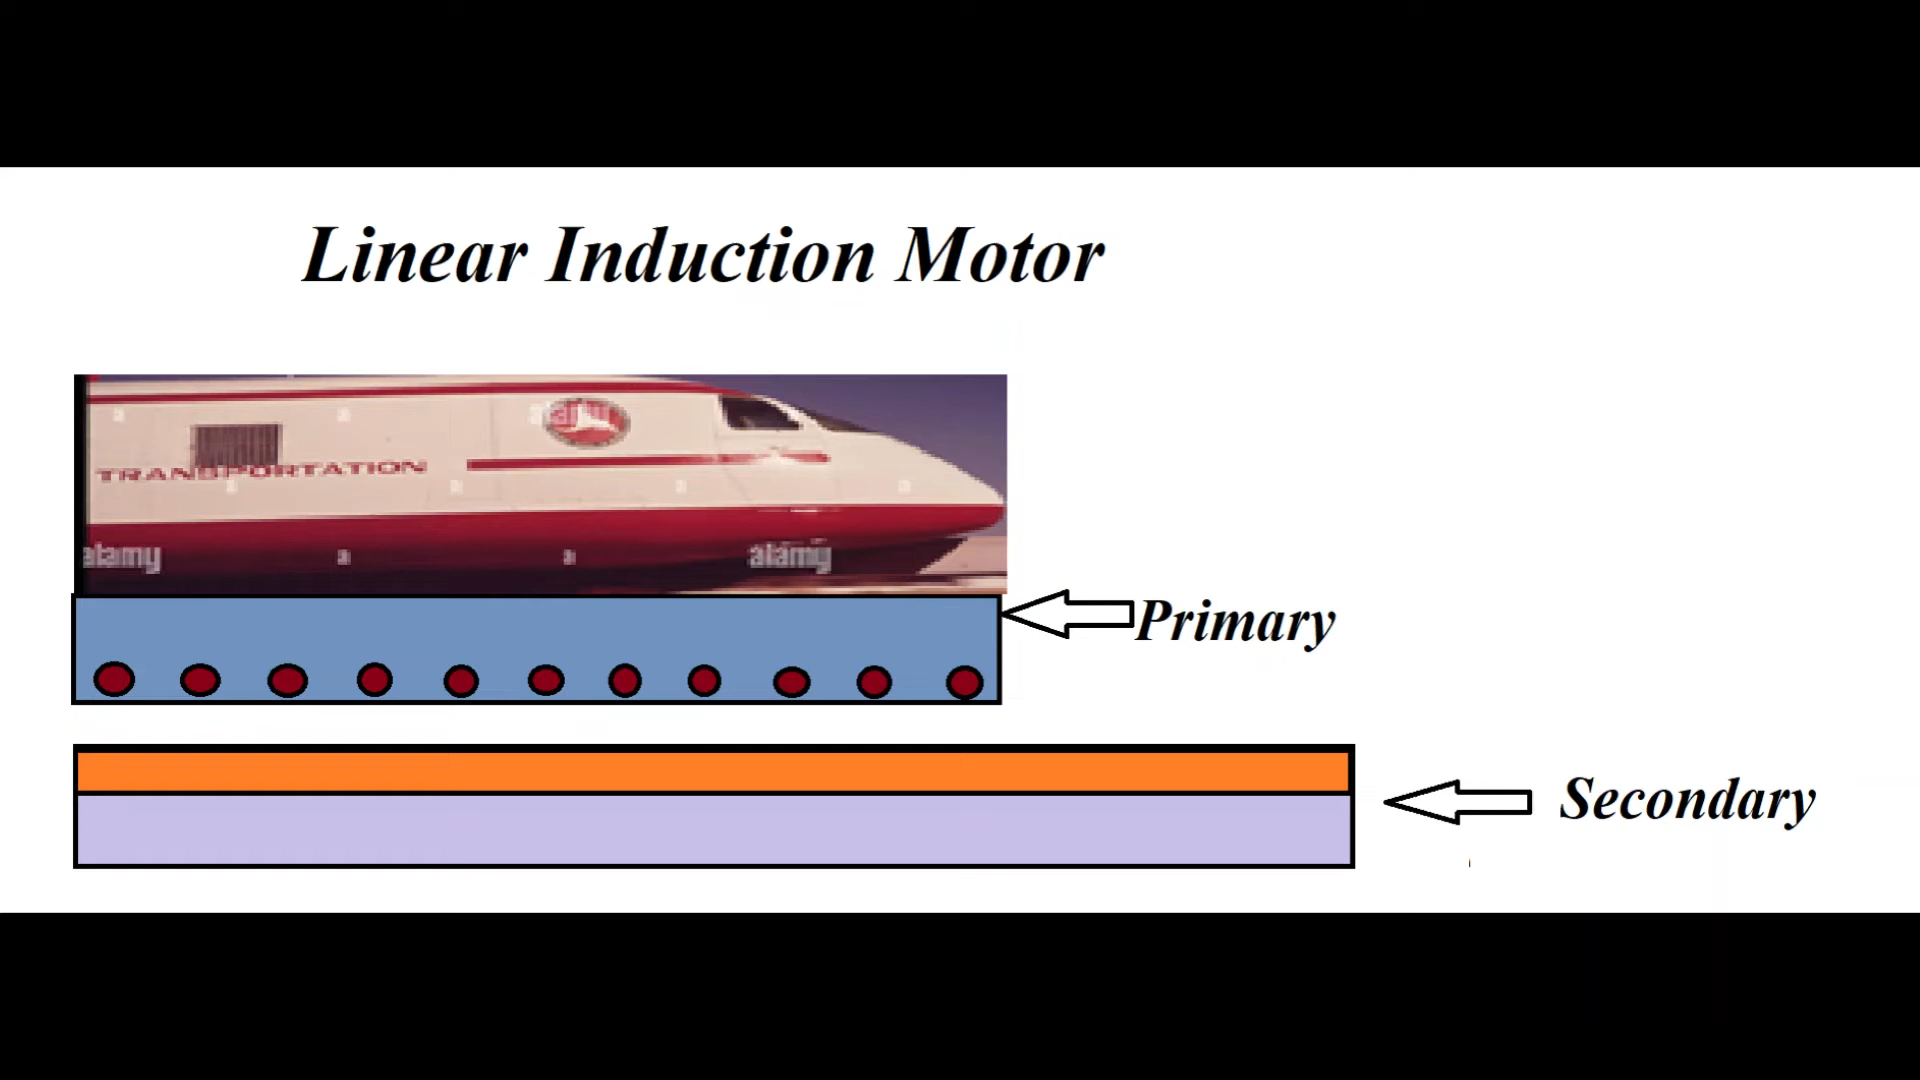 Linear Induction Motor
TRANSPORTATION
alamy
a
a
alamy
Primary
Secondary